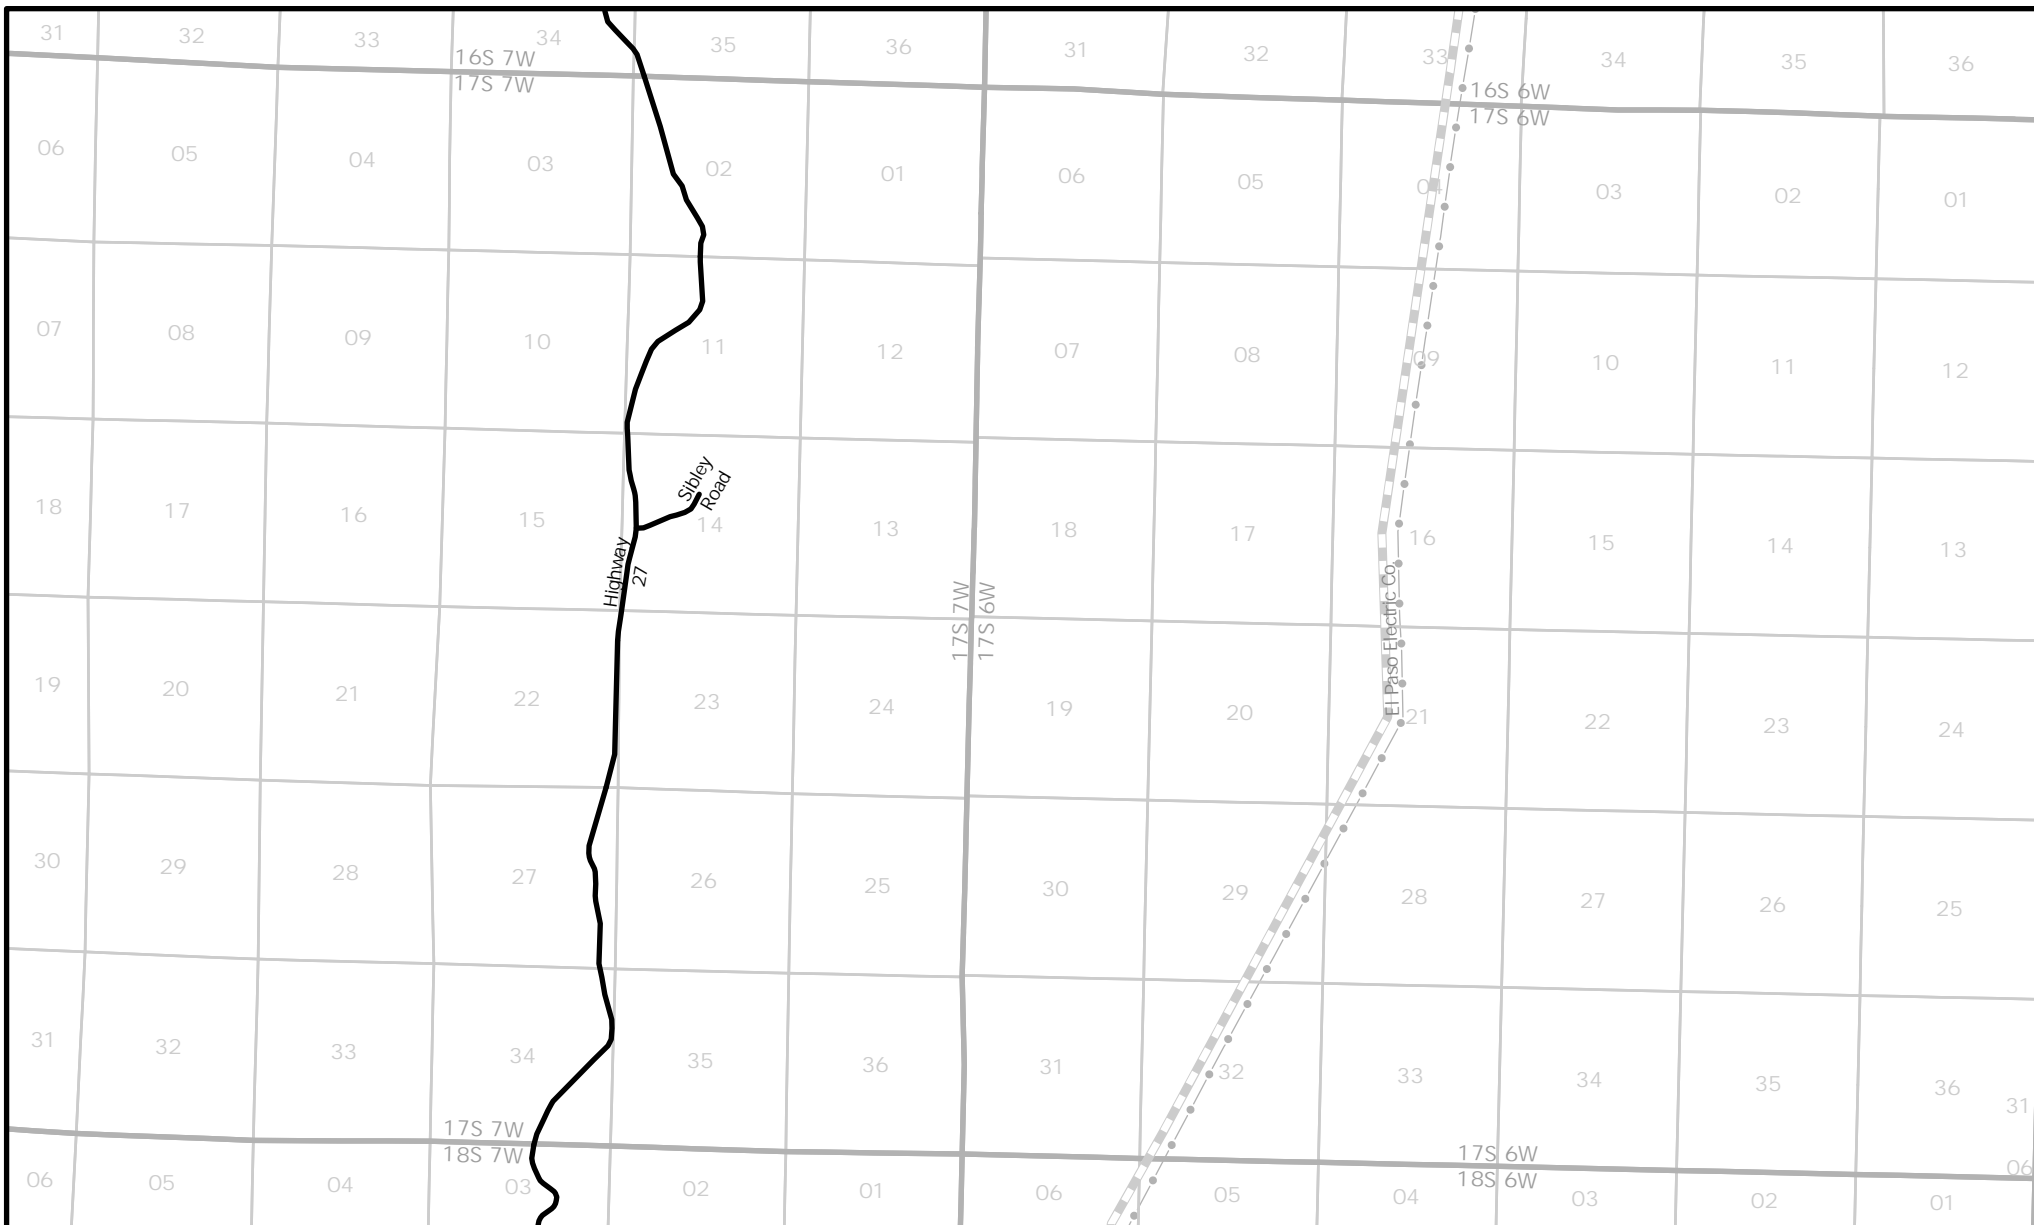 31 32 33 34 35 36 31 32 33 34 35 36
16S 7W
17S 7W
16S 6W
17S 6W
06 05 04 03 02 01 06 05 04 03 02 01
07 08 09 10 11 12 07 08 09 10 11 12
Sibley
Road
18 17 16 15 14 13 18 17 16 15 14 13
Highway
27
17S 7W
17S 6W
El Paso Electric Co.
19 20 21 22 23 24 19 20 21 22 23 24
30 29 28 27 26 25 30 29 28 27 26 25
31 32 33 34 35 36 31 32 33 34 35 36 31
17S 7W
18S 7W
17S 6W
18S 6W
06 05 04 03 02 01 06 05 04 03 02 01 06